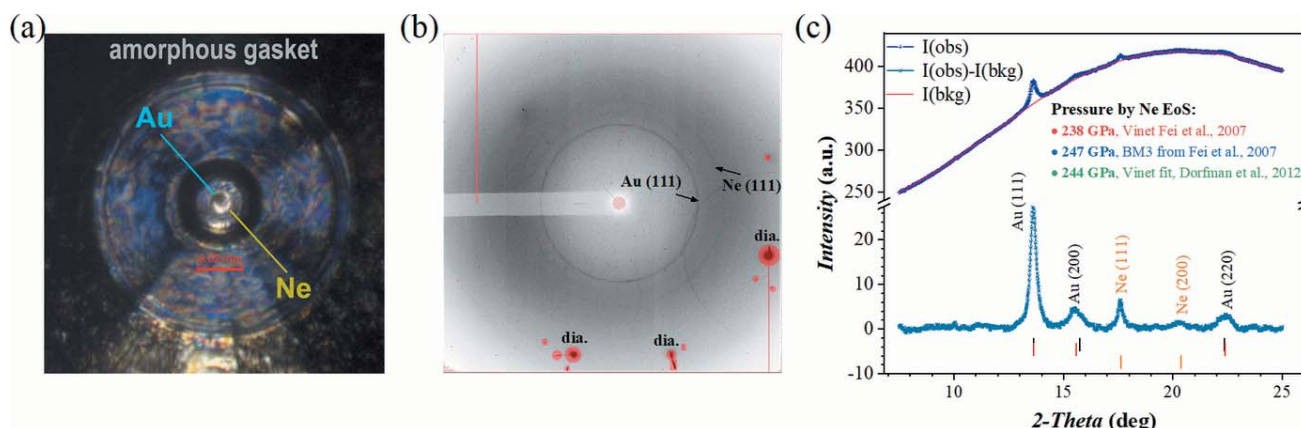 (a)
amorphous gasket
Au
Ne
(b)
Au (111)
Ne (111)
dia.
dia.
dia.
(c)
I(obs)
I(obs)-I(bkg)
I(bkg)
Pressure by Ne EoS:
238 GPa, Vinet Fei et al., 2007
247 GPa, BM3 from Fei et al., 2007
244 GPa, Vinet fit, Dorfman et al., 2012
Intensity (a.u.)
400
350
300
250
20
10
0
-10
Au (111)
Au (200)
Ne (111)
Ne (200)
Au (220)
10
15
20
25
2-Theta (deg)